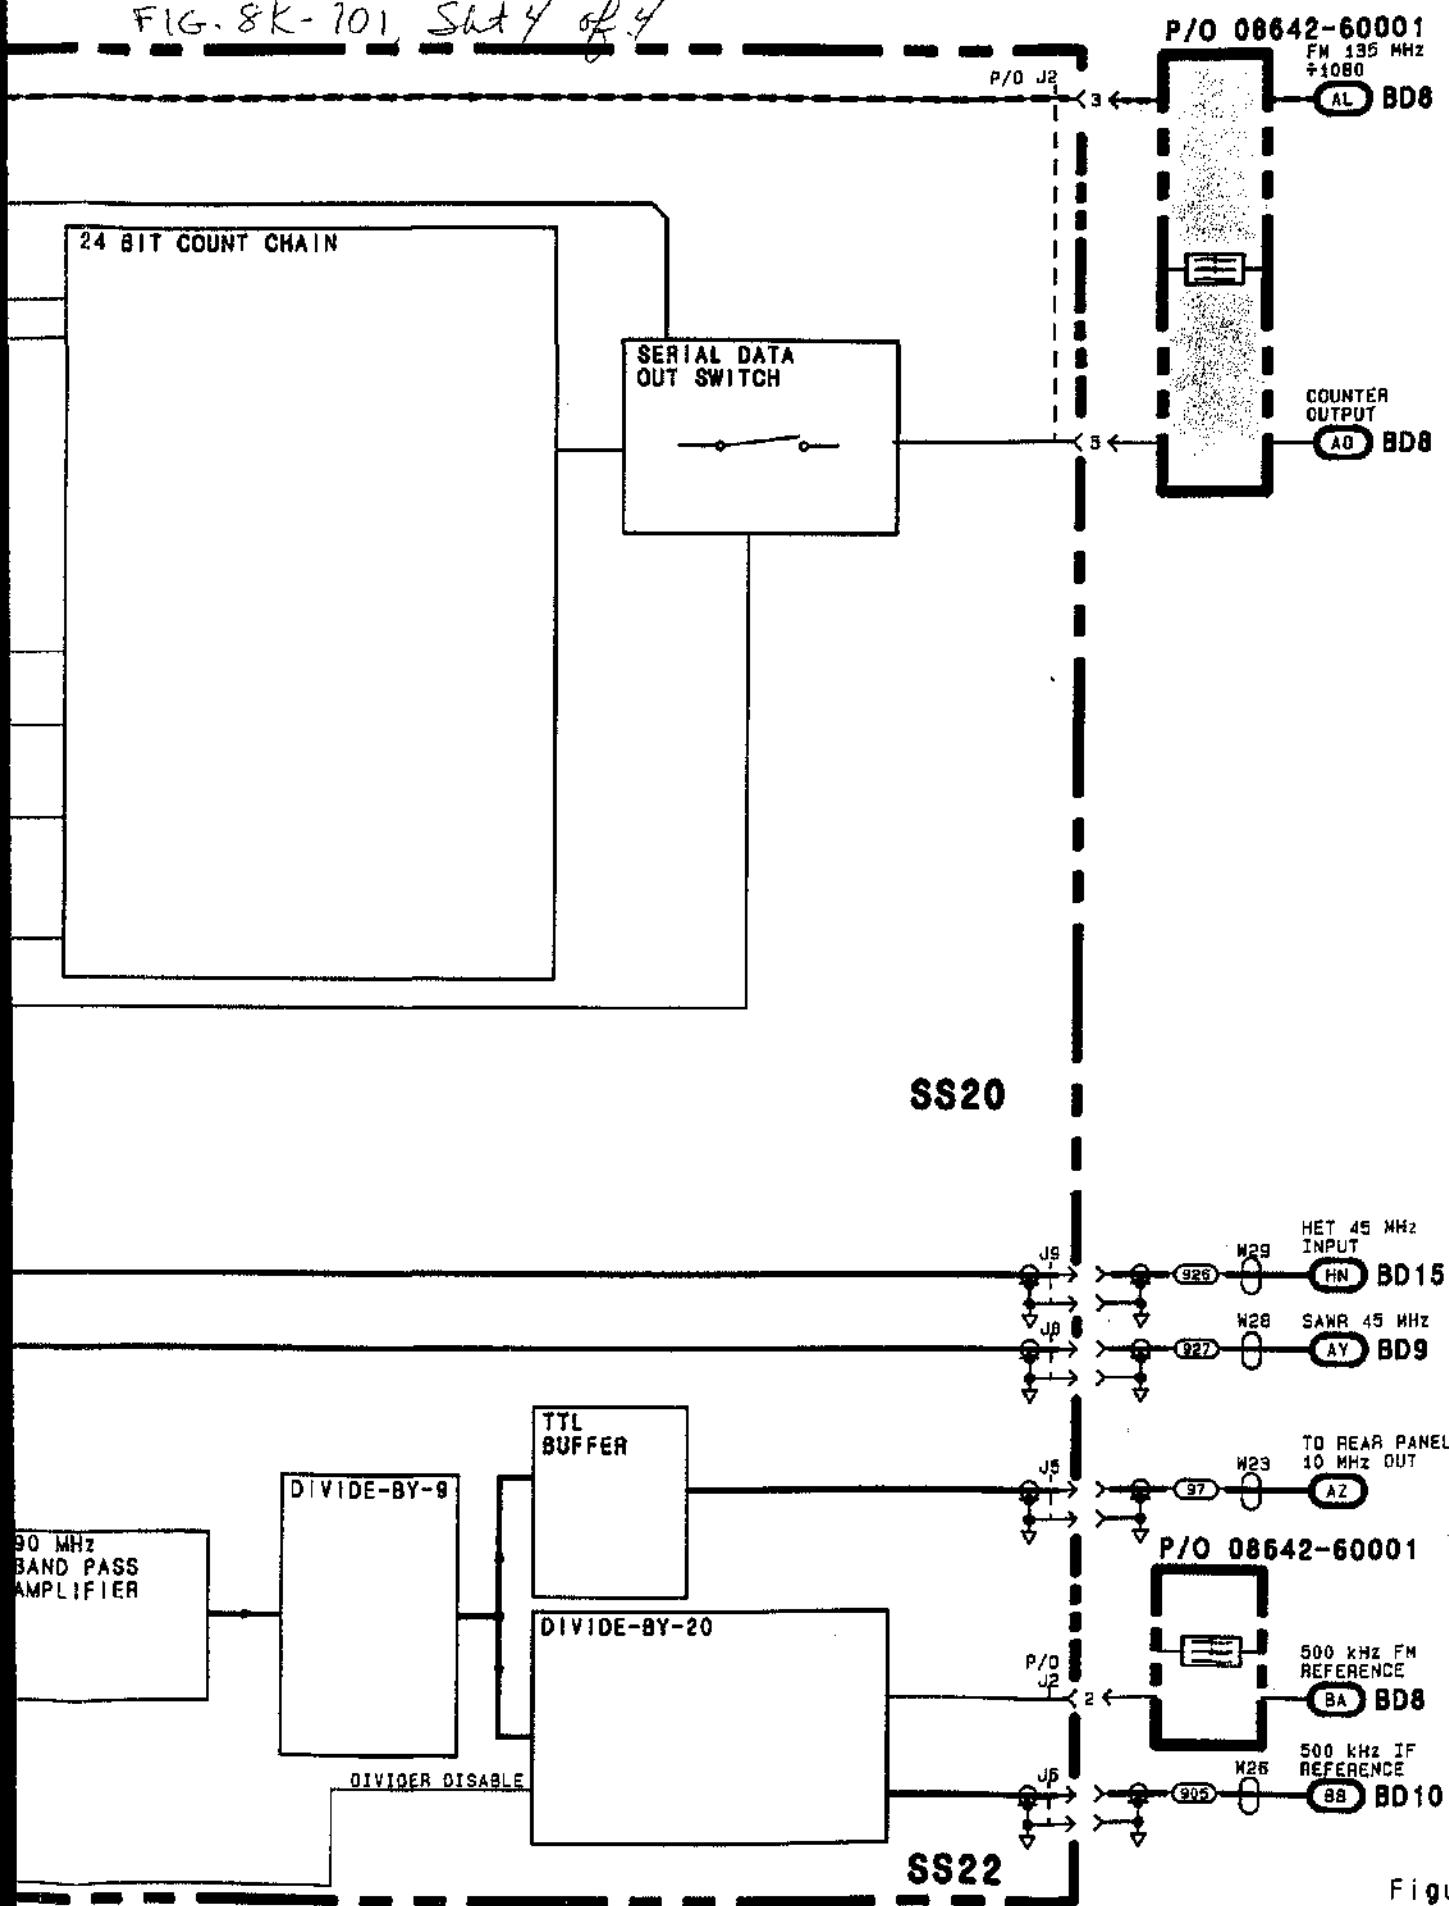 FIG. 8K-701, Sht 4 of 4
P/O 08642-60001
FM 135 MHz
÷1080
P/O J2
3
AL BD8
24 BIT COUNT CHAIN
SERIAL DATA
OUT SWITCH
COUNTER
OUTPUT
5
AO BD8
SS20
HET 45 MHz
INPUT
J9
926
W29
HN BD15
SAWR 45 MHz
J8
927
W28
AY BD9
TTL
BUFFER
TO REAR PANEL
10 MHz OUT
J5
97
W23
AZ
DIVIDE-BY-9
90 MHz
BAND PASS
AMPLIFIER
P/O 08642-60001
DIVIDE-BY-20
P/O
J2
2
500 kHz FM
REFERENCE
BA BD8
DIVIDER DISABLE
500 kHz IF
REFERENCE
J6
905
W26
BB BD10
SS22
Figu